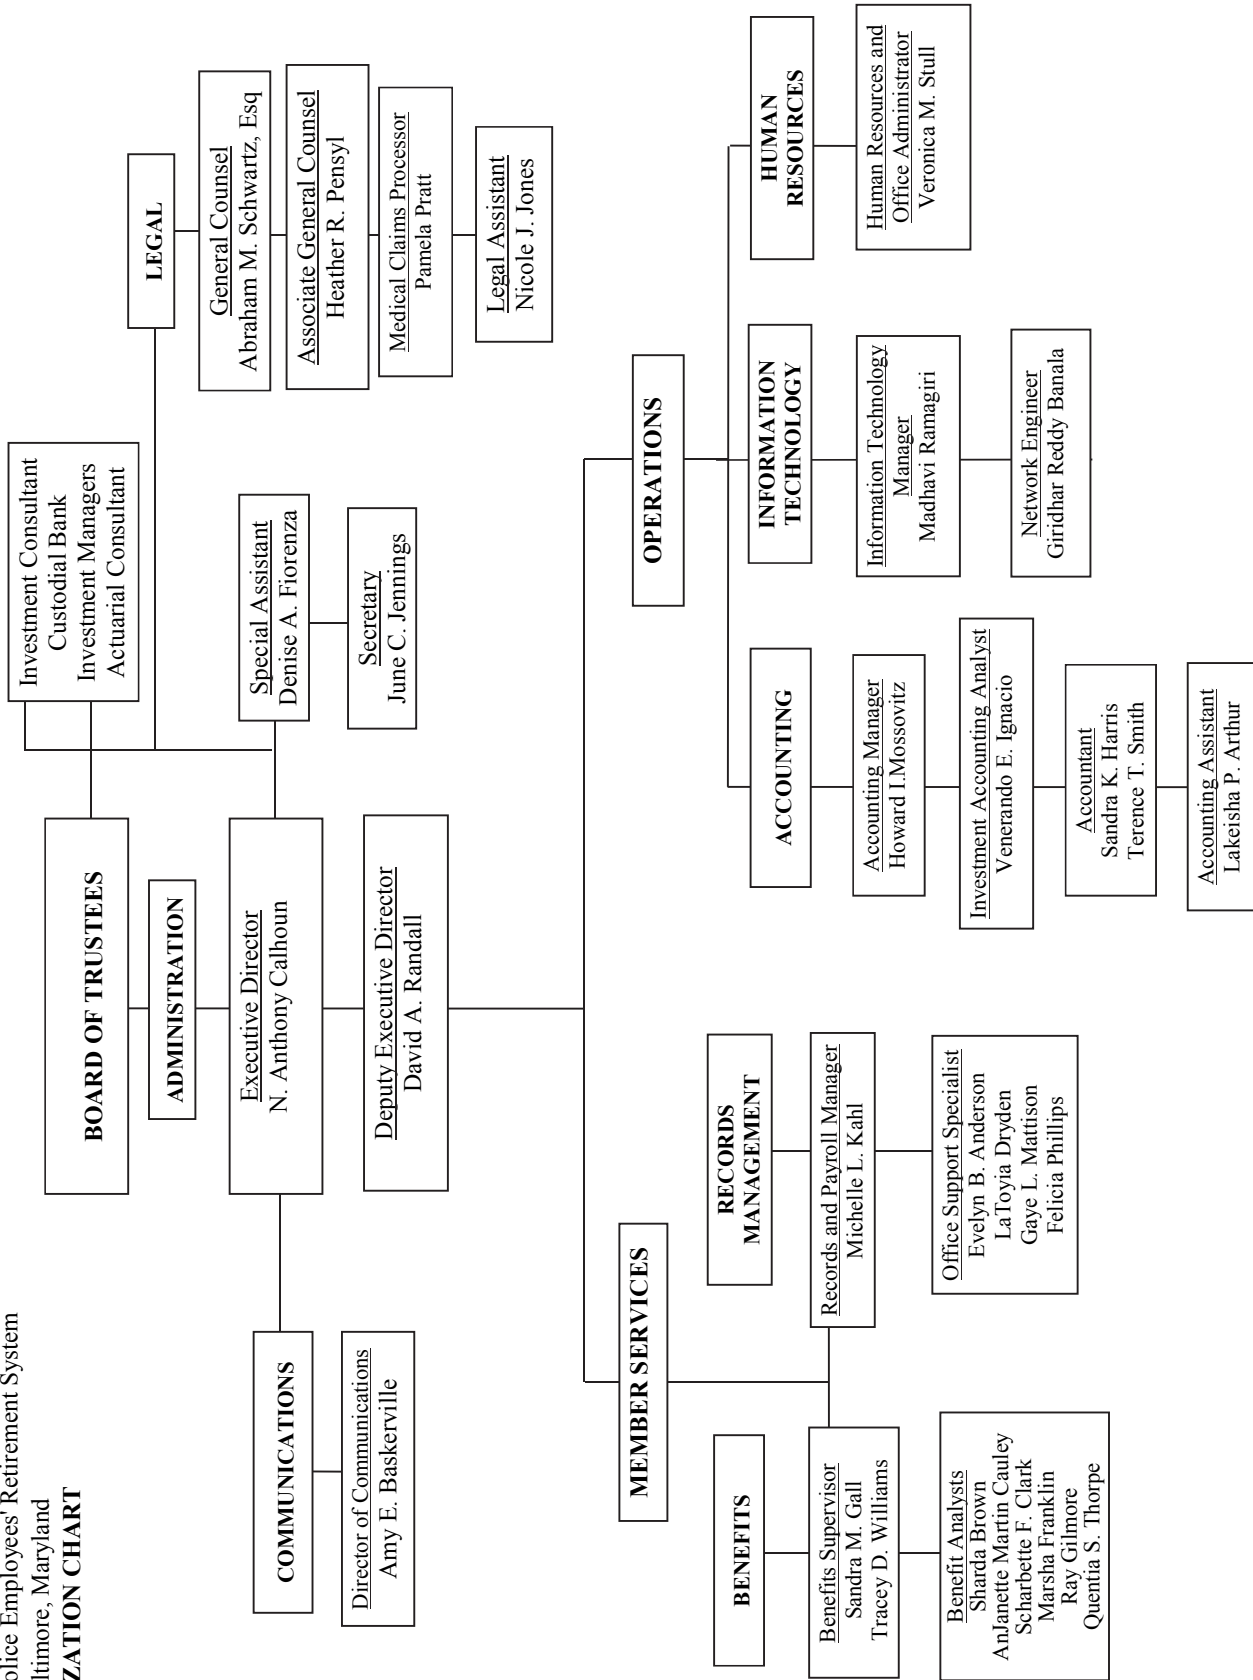 olice Employees' Retirement System
ltimore, Maryland
ZATION CHART
BOARD OF TRUSTEES
Investment Consultant
Custodial Bank
Investment Managers
Actuarial Consultant
ADMINISTRATION
LEGAL
Executive Director
N. Anthony Calhoun
Special Assistant
Denise A. Fiorenza
Secretary
June C. Jennings
General Counsel
Abraham M. Schwartz, Esq
Associate General Counsel
Heather R. Pensyl
Medical Claims Processor
Pamela Pratt
Legal Assistant
Nicole J. Jones
COMMUNICATIONS
Director of Communications
Amy E. Baskerville
Deputy Executive Director
David A. Randall
MEMBER SERVICES
OPERATIONS
BENEFITS
Benefits Supervisor
Sandra M. Gall
Tracey D. Williams
Benefit Analysts
Sharda Brown
AnJanette Martin Cauley
Scharbette F. Clark
Marsha Franklin
Ray Gilmore
Quentia S. Thorpe
RECORDS
MANAGEMENT
Records and Payroll Manager
Michelle L. Kahl
Office Support Specialist
Evelyn B. Anderson
LaToyia Dryden
Gaye L. Mattison
Felicia Phillips
ACCOUNTING
Accounting Manager
Howard I.Mossovitz
Investment Accounting Analyst
Venerando E. Ignacio
Accountant
Sandra K. Harris
Terence T. Smith
Accounting Assistant
Lakeisha P. Arthur
INFORMATION
TECHNOLOGY
Information Technology
Manager
Madhavi Ramagiri
Network Engineer
Giridhar Reddy Banala
HUMAN
RESOURCES
Human Resources and
Office Administrator
Veronica M. Stull